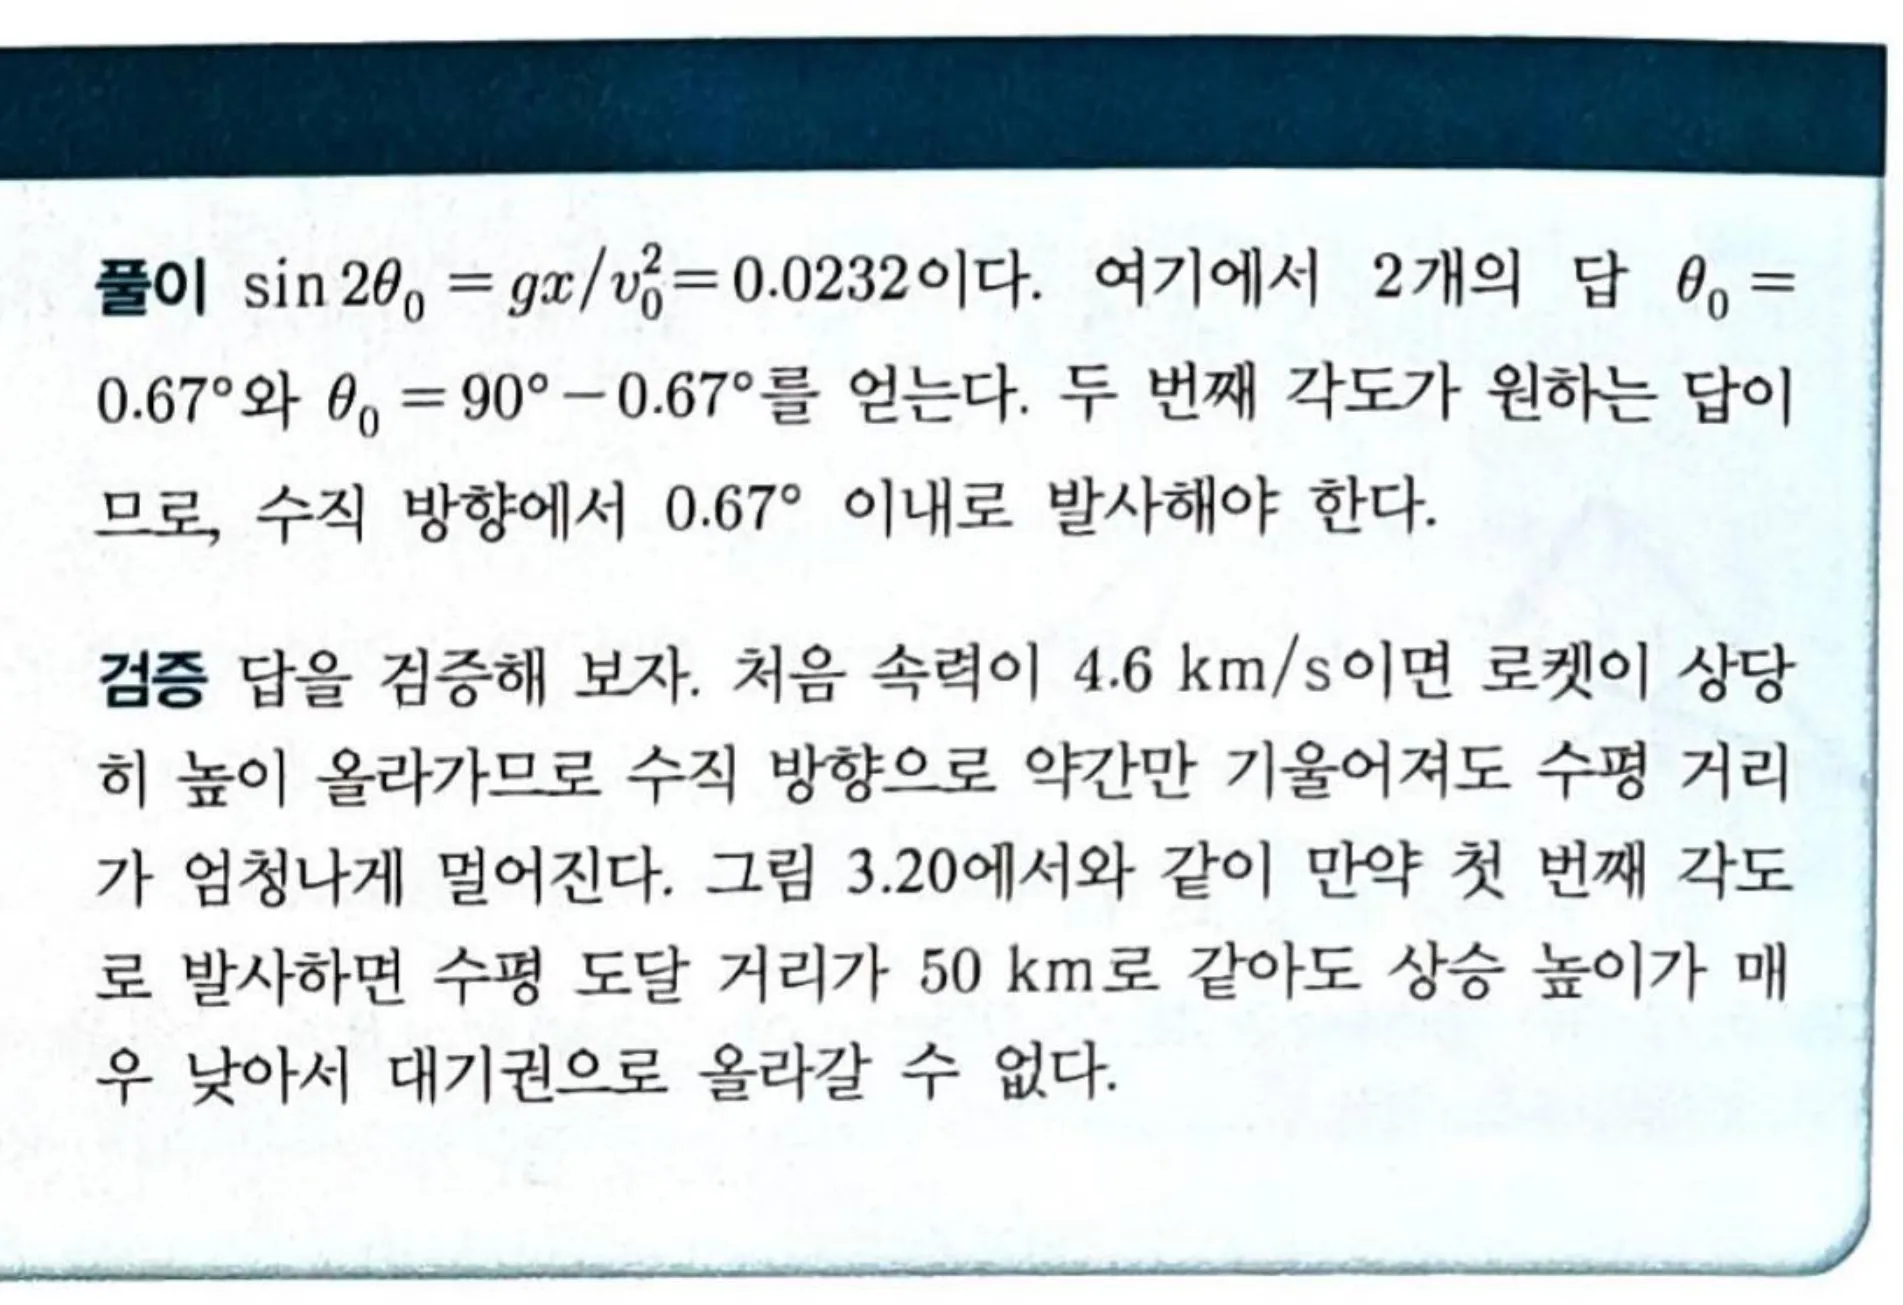 풀이 sin 2θ₀ = gx/v₀² = 0.0232이다. 여기에서 2개의 답 θ₀ =
0.67°와 θ₀ = 90° − 0.67°를 얻는다. 두 번째 각도가 원하는 답이
므로, 수직 방향에서 0.67° 이내로 발사해야 한다.
검증 답을 검증해 보자. 처음 속력이 4.6 km/s이면 로켓이 상당
히 높이 올라가므로 수직 방향으로 약간만 기울어져도 수평 거리
가 엄청나게 멀어진다. 그림 3.20에서와 같이 만약 첫 번째 각도
로 발사하면 수평 도달 거리가 50 km로 같아도 상승 높이가 매
우 낮아서 대기권으로 올라갈 수 없다.